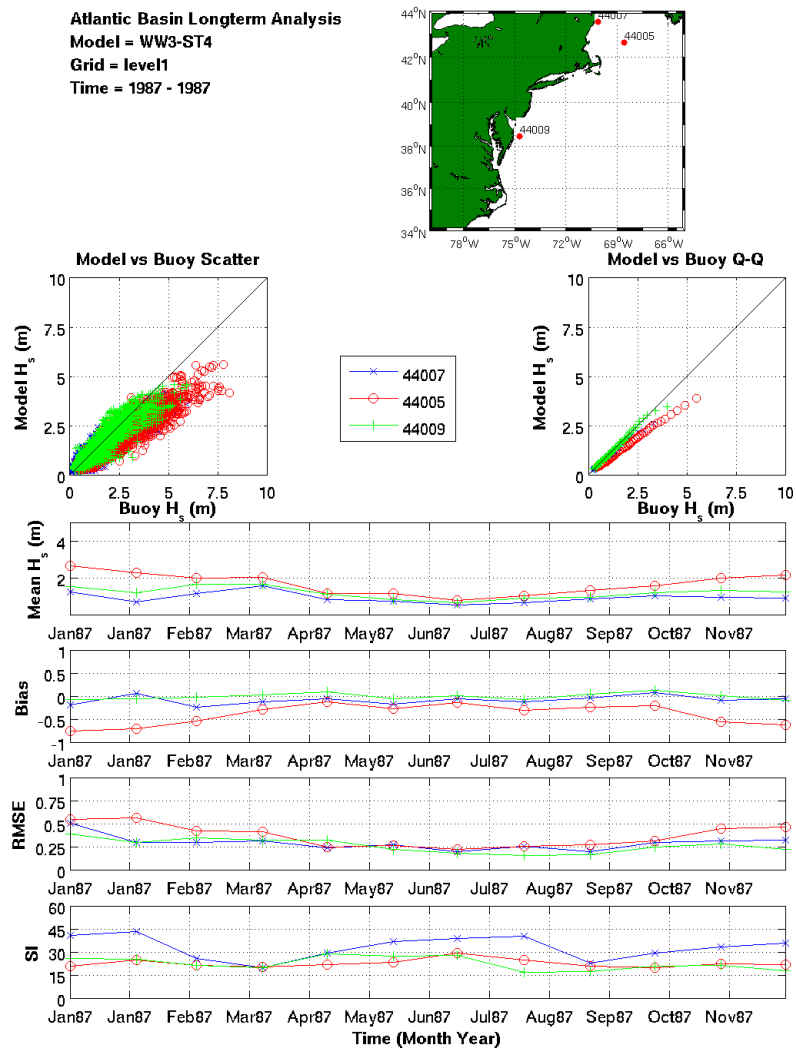 Atlantic Basin Longterm Analysis
Model = WW3-ST4
Grid = level1
Time = 1987 - 1987
44°N
42°N
40°N
38°N
36°N
34°N
78°W 75°W 72°W 69°W 66°W
44007
44005
44009
Model vs Buoy Scatter
Model Hs (m)
10
7.5
5
2.5
0
0 2.5 5 7.5 10
Buoy Hs (m)
44007
44005
44009
Model vs Buoy Q-Q
Model Hs (m)
10
7.5
5
2.5
0
0 2.5 5 7.5 10
Buoy Hs (m)
Mean Hs (m)
4
2
Jan87 Jan87 Feb87 Mar87 Apr87 May87 Jun87 Jul87 Aug87 Sep87 Oct87 Nov87
Bias
1
0.5
0
-0.5
-1
Jan87 Jan87 Feb87 Mar87 Apr87 May87 Jun87 Jul87 Aug87 Sep87 Oct87 Nov87
RMSE
1
0.75
0.5
0.25
0
Jan87 Jan87 Feb87 Mar87 Apr87 May87 Jun87 Jul87 Aug87 Sep87 Oct87 Nov87
SI
60
45
30
15
0
Jan87 Jan87 Feb87 Mar87 Apr87 May87 Jun87 Jul87 Aug87 Sep87 Oct87 Nov87
Time (Month Year)